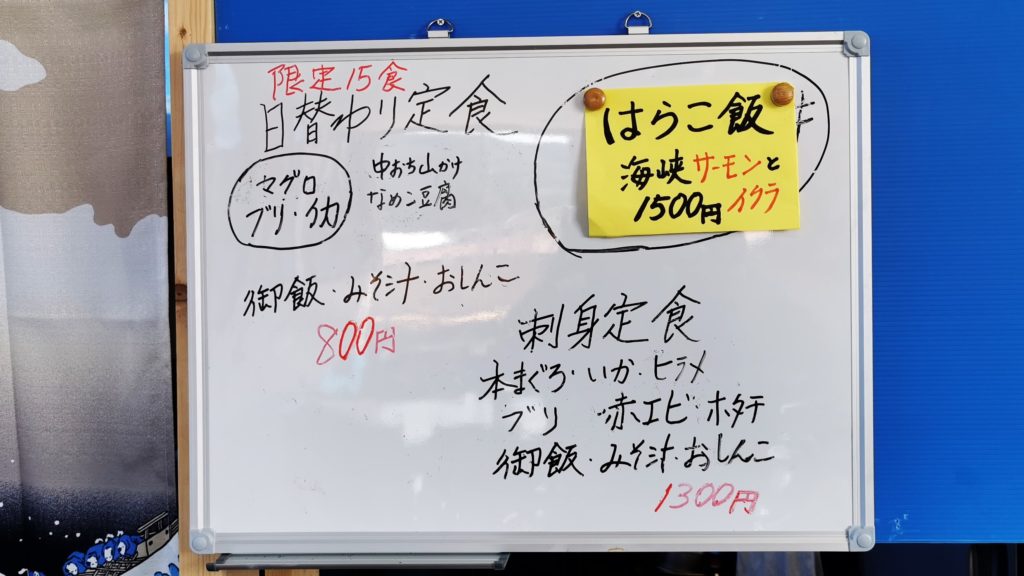 限定15食
日替わり定食
マグロ
ブリ・イカ
中おち山かけ
なめこ豆腐
御飯・みそ汁・おしんこ
800円
はらこ飯
海峡サーモンと
1500円イクラ
刺身定食
本まぐろ・いか・ヒラメ
ブリ 赤エビ・ホタテ
御飯・みそ汁・おしんこ
1300円